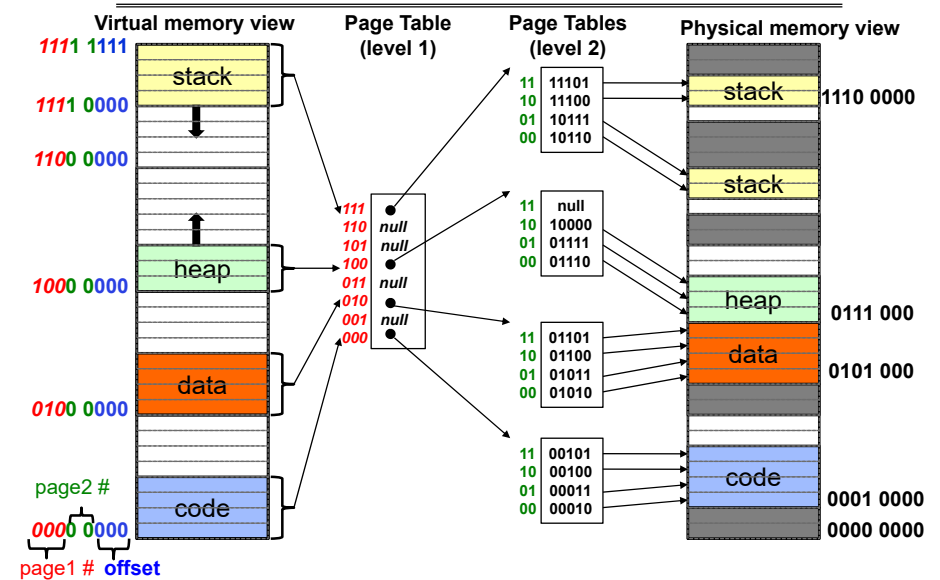 Virtual memory view
1111 1111
stack
1111 0000
1100 0000
heap
1000 0000
data
0100 0000
page2 #
code
0000 0000
page1 # offset
Page Table
(level 1)
111
110 null
101 null
100
011 null
010
001 null
000
Page Tables
(level 2)
11 11101
10 11100
01 10111
00 10110
11 null
10 10000
01 01111
00 01110
11 01101
10 01100
01 01011
00 01010
11 00101
10 00100
01 00011
00 00010
Physical memory view
stack
1110 0000
stack
heap
0111 000
data
0101 000
code
0001 0000
0000 0000